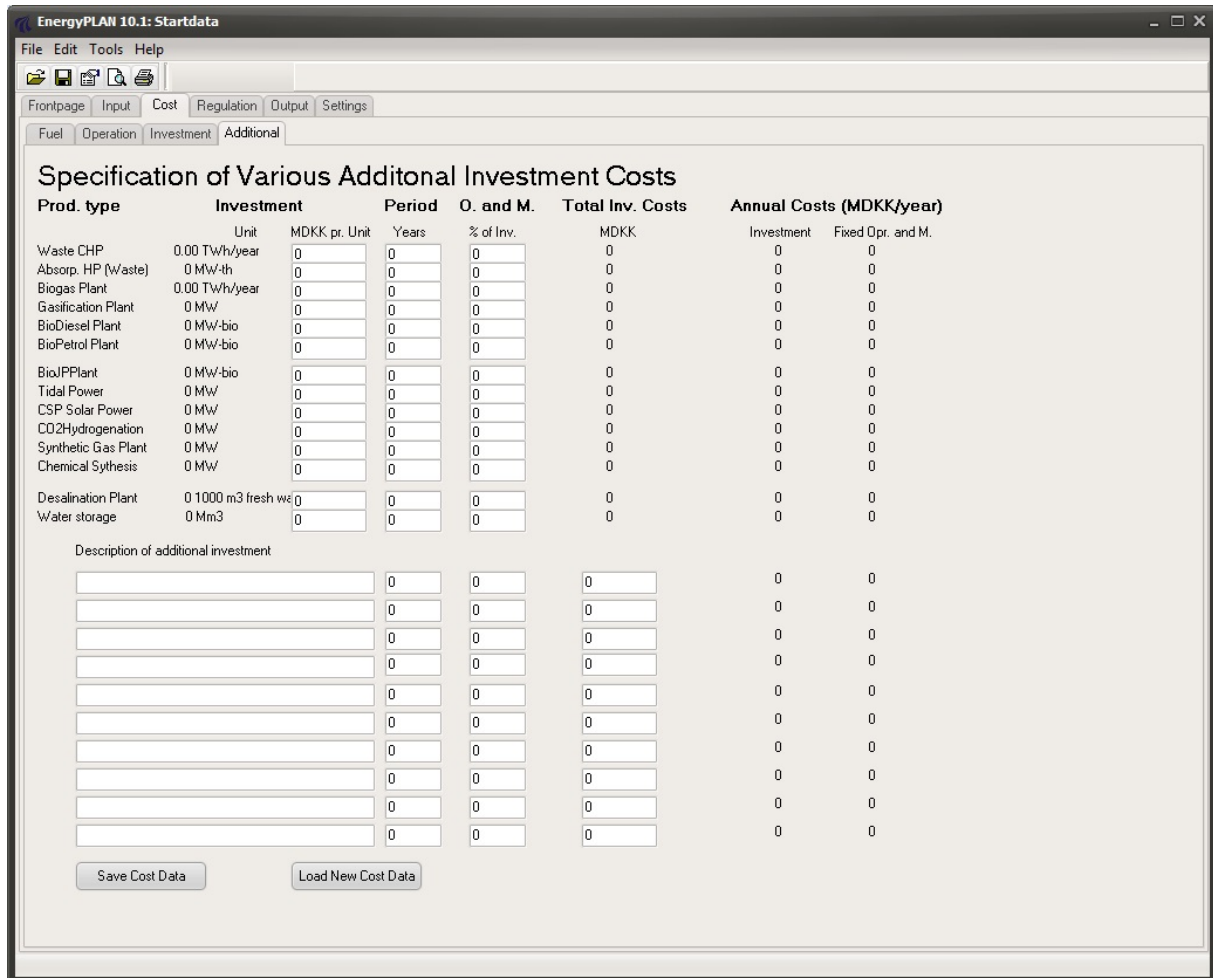 EnergyPLAN 10.1: Startdata
File Edit Tools Help
Frontpage Input Cost Regulation Output Settings
Fuel Operation Investment Additional
Specification of Various Additonal Investment Costs
Prod. type Investment Period O. and M. Total Inv. Costs Annual Costs (MDKK/year)
Unit MDKK pr. Unit Years % of Inv. MDKK Investment Fixed Opr. and M.
Waste CHP 0.00 TWh/year 0 0 0 0 0 0
Absorp. HP (Waste) 0 MW-th 0 0 0 0 0 0
Biogas Plant 0.00 TWh/year 0 0 0 0 0 0
Gasification Plant 0 MW 0 0 0 0 0 0
BioDiesel Plant 0 MW-bio 0 0 0 0 0 0
BioPetrol Plant 0 MW-bio 0 0 0 0 0 0
BioJPPlant 0 MW-bio 0 0 0 0 0 0
Tidal Power 0 MW 0 0 0 0 0 0
CSP Solar Power 0 MW 0 0 0 0 0 0
CO2Hydrogenation 0 MW 0 0 0 0 0 0
Synthetic Gas Plant 0 MW 0 0 0 0 0 0
Chemical Sythesis 0 MW 0 0 0 0 0 0
Desalination Plant 0 1000 m3 fresh wa 0 0 0 0 0 0
Water storage 0 Mm3 0 0 0 0 0 0
Description of additional investment
0 0 0 0 0
0 0 0 0 0
0 0 0 0 0
0 0 0 0 0
0 0 0 0 0
0 0 0 0 0
0 0 0 0 0
0 0 0 0 0
0 0 0 0 0
0 0 0 0 0
Save Cost Data Load New Cost Data